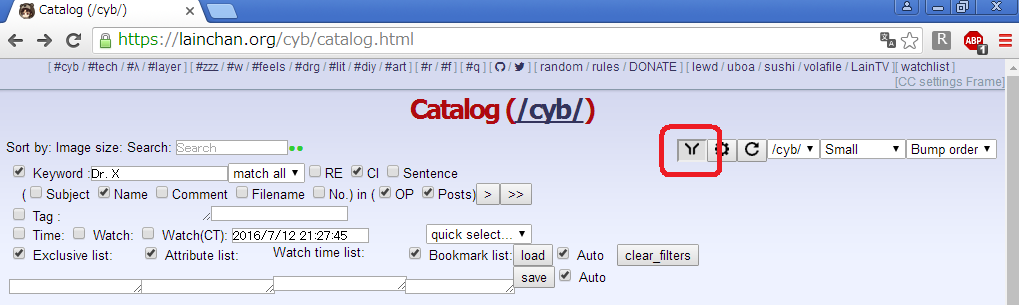 Catalog (/cyb/)
https://lainchan.org/cyb/catalog.html
R
ABP
1
[ #cyb / #tech / #λ / #layer ] [ #zzz / #w / #feels / #drg / #lit / #diy / #art ] [ #r / #f ] [ #q ] [ / ] [ random / rules / DONATE ] [ lewd / uboa / sushi / volafile / LainTV ][ watchlist ]
[CC settings Frame]
Catalog (/cyb/)
Sort by: Image size: Search: Search
/cyb/ Small Bump order
Keyword :Dr. X match all RE CI Sentence
( Subject Name Comment Filename No.) in ( OP Posts) > >>
Tag :
Time: Watch: Watch(CT): 2016/7/12 21:27:45 quick select...
Exclusive list: Attribute list: Watch time list: Bookmark list: load Auto clear_filters
save Auto